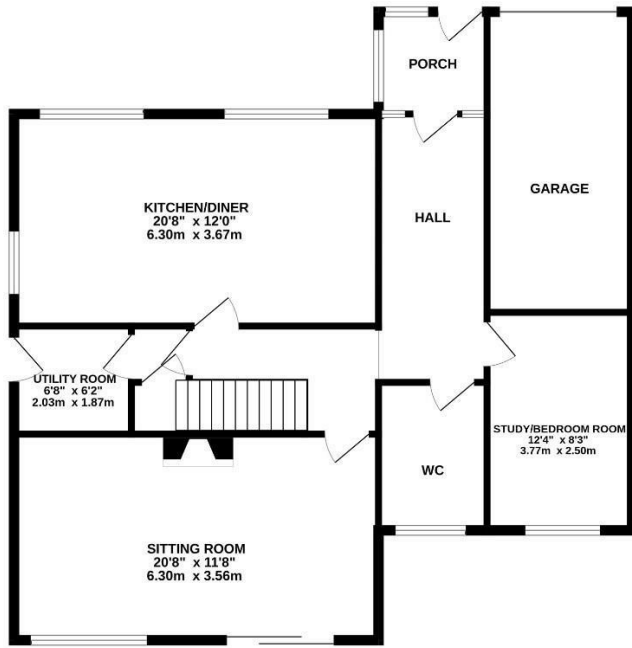 PORCH
KITCHEN/DINER
20'8" x 12'0"
6.30m x 3.67m
HALL
GARAGE
UTILITY ROOM
6'8" x 6'2"
2.03m x 1.87m
STUDY/BEDROOM ROOM
12'4" x 8'3"
3.77m x 2.50m
WC
SITTING ROOM
20'8" x 11'8"
6.30m x 3.56m